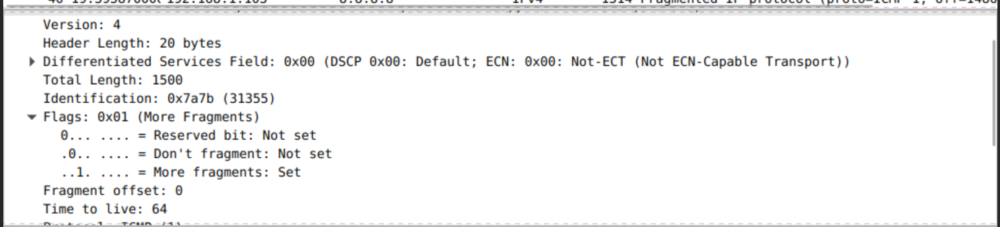 Version: 4
Header Length: 20 bytes
Differentiated Services Field: 0x00 (DSCP 0x00: Default; ECN: 0x00: Not-ECT (Not ECN-Capable Transport))
Total Length: 1500
Identification: 0x7a7b (31355)
Flags: 0x01 (More Fragments)
0... .... = Reserved bit: Not set
.0.. .... = Don't fragment: Not set
..1. .... = More fragments: Set
Fragment offset: 0
Time to live: 64